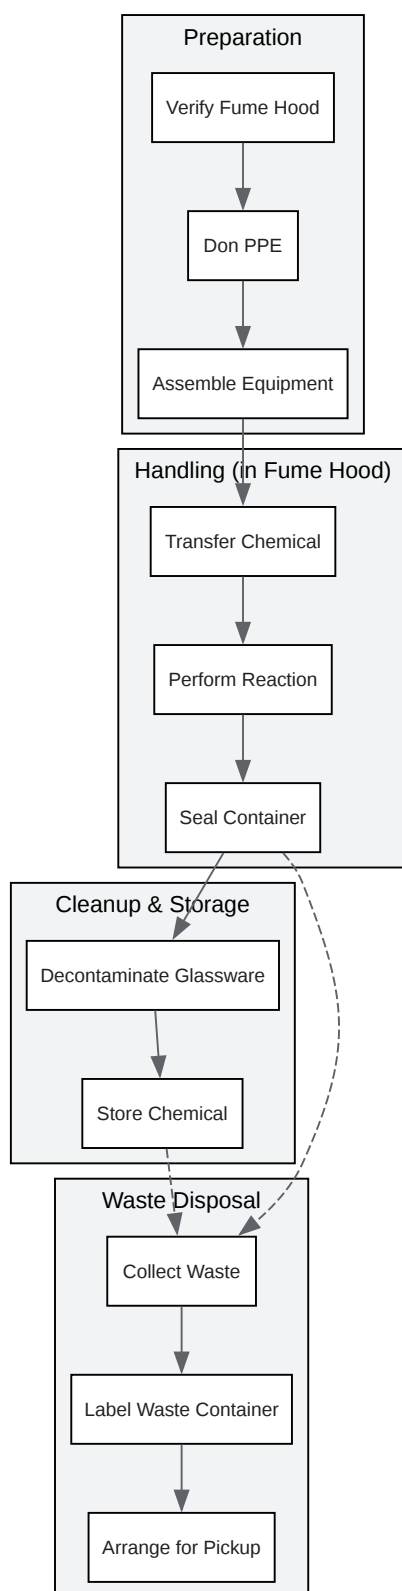 Preparation
Verify Fume Hood
Don PPE
Assemble Equipment
Handling (in Fume Hood)
Transfer Chemical
Perform Reaction
Seal Container
Cleanup & Storage
Decontaminate Glassware
Store Chemical
Waste Disposal
Collect Waste
Label Waste Container
Arrange for Pickup